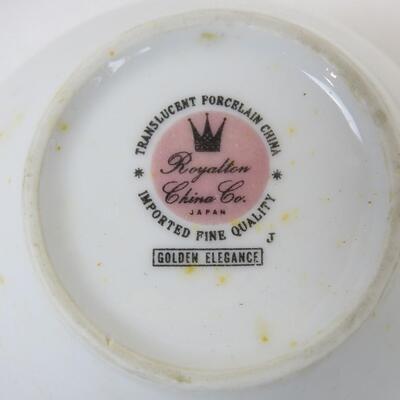 TRANSLUCENT PORCELAIN CHINA
Royalton
China Co.
JAPAN
IMPORTED FINE QUALITY
J
GOLDEN ELEGANCE